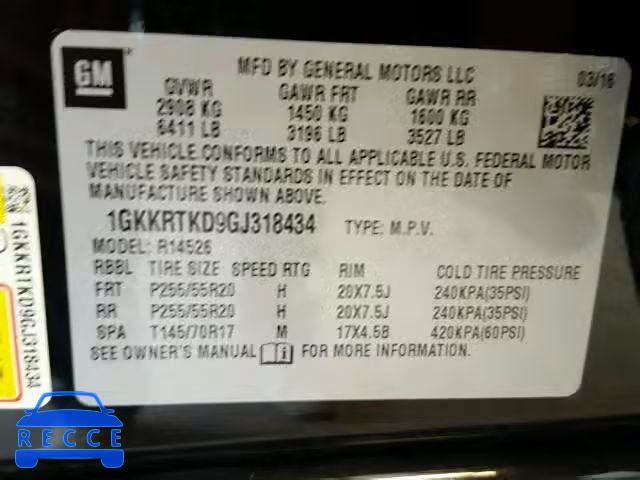 GM
MFD BY GENERAL MOTORS LLC
03/16
GVWR GAWR FRT GAWR RR
2908 KG 1450 KG 1600 KG
6411 LB 3196 LB 3527 LB
THIS VEHICLE CONFORMS TO ALL APPLICABLE U.S. FEDERAL MOTOR
VEHICLE SAFETY STANDARDS IN EFFECT ON THE DATE OF
MANUFACTURE SHOWN ABOVE.
1GKKRTKD9GJ318434 TYPE: M.P.V.
MODEL: R14526
RBBL TIRE SIZE SPEED RTG RIM COLD TIRE PRESSURE
FRT P255/55R20 H 20X7.5J 240KPA(35PSI)
RR P255/55R20 H 20X7.5J 240KPA(35PSI)
SPA T145/70R17 M 17X4.5B 420KPA(60PSI)
SEE OWNER'S MANUAL FOR MORE INFORMATION.
1GKKRTKD9GJ318434
RECCE